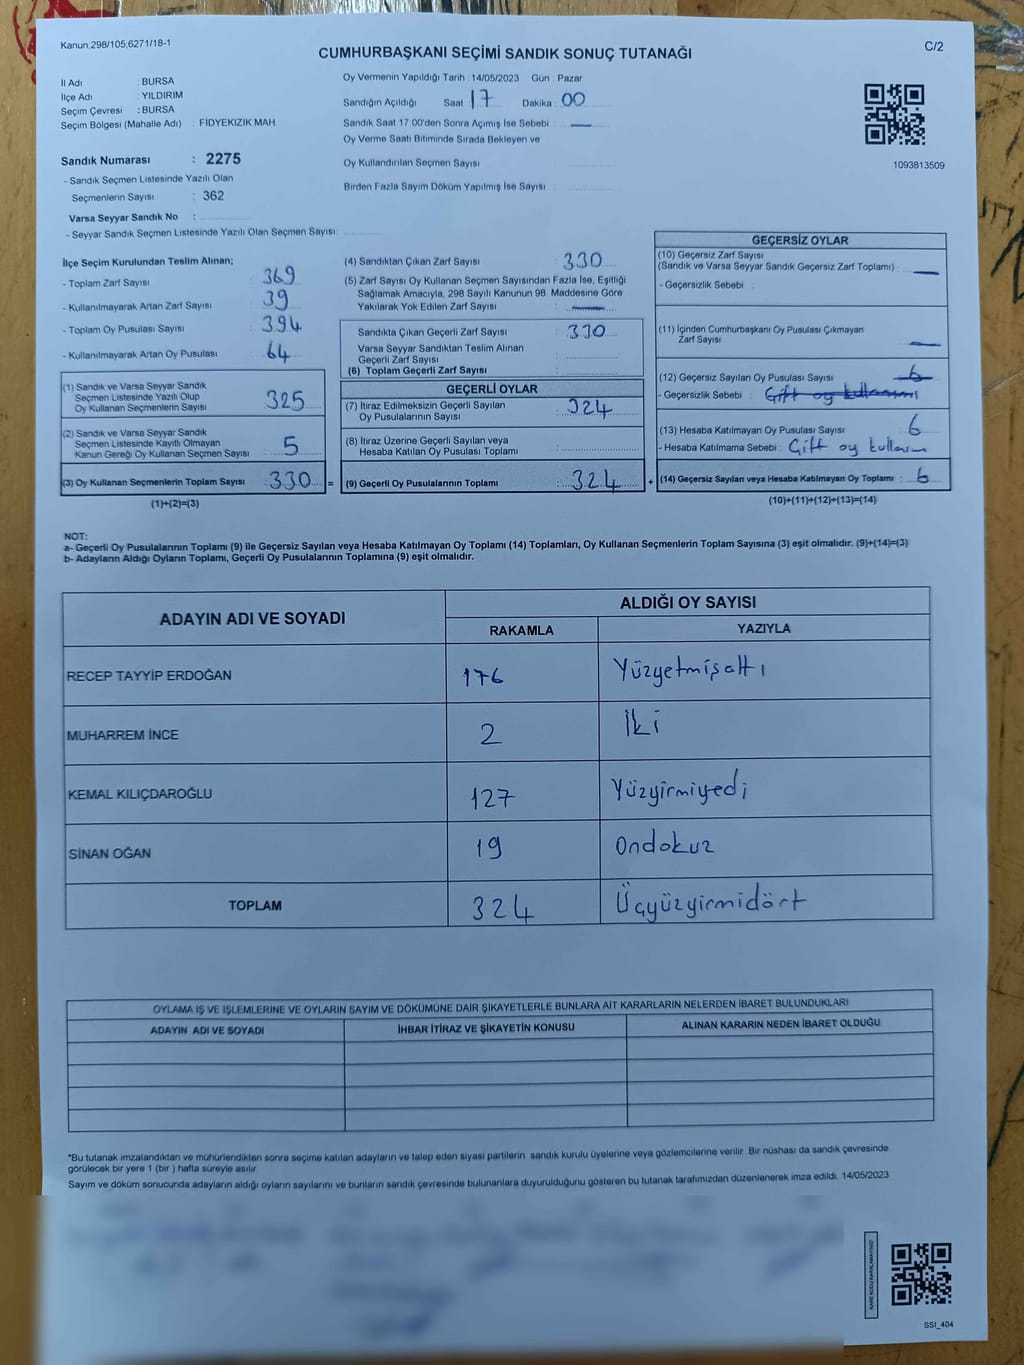 Kanun,298/105,6271/18-1
C/2
CUMHURBAŞKANI SEÇİMİ SANDIK SONUÇ TUTANAĞI
İl Adı : BURSA
İlçe Adı : YILDIRIM
Seçim Çevresi : BURSA
Seçim Bölgesi (Mahalle Adı) : FİDYEKIZIK MAH
Sandık Numarası : 2275
- Sandık Seçmen Listesinde Yazılı Olan
Seçmenlerin Sayısı : 362
Varsa Seyyar Sandık No :
- Seyyar Sandık Seçmen Listesinde Yazılı Olan Seçmen Sayısı:
Oy Vermenin Yapıldığı Tarih : 14/05/2023 Gün : Pazar
Sandığın Açıldığı Saat 17 Dakika : 00
Sandık Saat 17:00'den Sonra Açımış İse Sebebi : —
Oy Verme Saati Bitiminde Sırada Bekleyen ve
Oy Kullandırılan Seçmen Sayısı :
Birden Fazla Sayım Döküm Yapılmış İse Sayısı :
1093813509
İlçe Seçim Kurulundan Teslim Alınan;
- Toplam Zarf Sayısı : 369
- Kullanılmayarak Artan Zarf Sayısı : 39
- Toplam Oy Pusulası Sayısı : 394
- Kullanılmayarak Artan Oy Pusulası : 64
(1) Sandık ve Varsa Seyyar Sandık
Seçmen Listesinde Yazılı Olup
Oy Kullanan Seçmenlerin Sayısı : 325
(2) Sandık ve Varsa Seyyar Sandık
Seçmen Listesinde Kayıtlı Olmayan
Kanun Gereği Oy Kullanan Seçmen Sayısı : 5
(3) Oy Kullanan Seçmenlerin Toplam Sayısı : 330 =
(1)+(2)=(3)
(4) Sandıktan Çıkan Zarf Sayısı : 330
(5) Zarf Sayısı Oy Kullanan Seçmen Sayısından Fazla İse, Eşitliği
Sağlamak Amacıyla, 298 Sayılı Kanunun 98. Maddesine Göre
Yakılarak Yok Edilen Zarf Sayısı : —
Sandıkta Çıkan Geçerli Zarf Sayısı : 330
Varsa Seyyar Sandıktan Teslim Alınan
Geçerli Zarf Sayısı :
(6) Toplam Geçerli Zarf Sayısı :
GEÇERLİ OYLAR
(7) İtiraz Edilmeksizin Geçerli Sayılan
Oy Pusulalarının Sayısı : 324
(8) İtiraz Üzerine Geçerli Sayılan veya
Hesaba Katılan Oy Pusulası Toplamı :
(9) Geçerli Oy Pusulalarının Toplamı : 324 +
GEÇERSİZ OYLAR
(10) Geçersiz Zarf Sayısı
(Sandık ve Varsa Seyyar Sandık Geçersiz Zarf Toplamı) : —
- Geçersizlik Sebebi :
(11) İçinden Cumhurbaşkanı Oy Pusulası Çıkmayan
Zarf Sayısı : —
(12) Geçersiz Sayılan Oy Pusulası Sayısı : 6
- Geçersizlik Sebebi : Çift oy kullanımı
(13) Hesaba Katılmayan Oy Pusulası Sayısı : 6
- Hesaba Katılmama Sebebi : Çift oy kullanım
(14) Geçersiz Sayılan veya Hesaba Katılmayan Oy Toplamı : 6
(10)+(11)+(12)+(13)=(14)
NOT:
a- Geçerli Oy Pusulalarının Toplamı (9) ile Geçersiz Sayılan veya Hesaba Katılmayan Oy Toplamı (14) Toplamları, Oy Kullanan Seçmenlerin Toplam Sayısına (3) eşit olmalıdır. (9)+(14)=(3)
b- Adayların Aldığı Oyların Toplamı, Geçerli Oy Pusulalarının Toplamına (9) eşit olmalıdır.
ADAYIN ADI VE SOYADI
ALDIĞI OY SAYISI
RAKAMLA YAZIYLA
RECEP TAYYİP ERDOĞAN 176 Yüzyetmişaltı
MUHARREM İNCE 2 İki
KEMAL KILIÇDAROĞLU 127 Yüzyirmiyedi
SİNAN OĞAN 19 Ondokuz
TOPLAM 324 Üçyüzyirmidört
OYLAMA İŞ VE İŞLEMLERİNE VE OYLARIN SAYIM VE DÖKÜMÜNE DAİR ŞİKAYETLERLE BUNLARA AİT KARARLARIN NELERDEN İBARET BULUNDUKLARI
ADAYIN ADI VE SOYADI İHBAR İTİRAZ VE ŞİKAYETİN KONUSU ALINAN KARARIN NEDEN İBARET OLDUĞU
*Bu tutanak imzalandıktan ve mühürlendikten sonra seçime katılan adayların ve talep eden siyasi partilerin sandık kurulu üyelerine veya gözlemcilerine verilir. Bir nüshası da sandık çevresinde
görülecek bir yere 1 (bir ) hafta süreyle asılır.
Sayım ve döküm sonucunda adayların aldığı oyların sayılarını ve bunların sandık çevresinde bulunanlara duyurulduğunu gösteren bu tutanak tarafımızdan düzenlenerek imza edildi. 14/05/2023
SSI_404